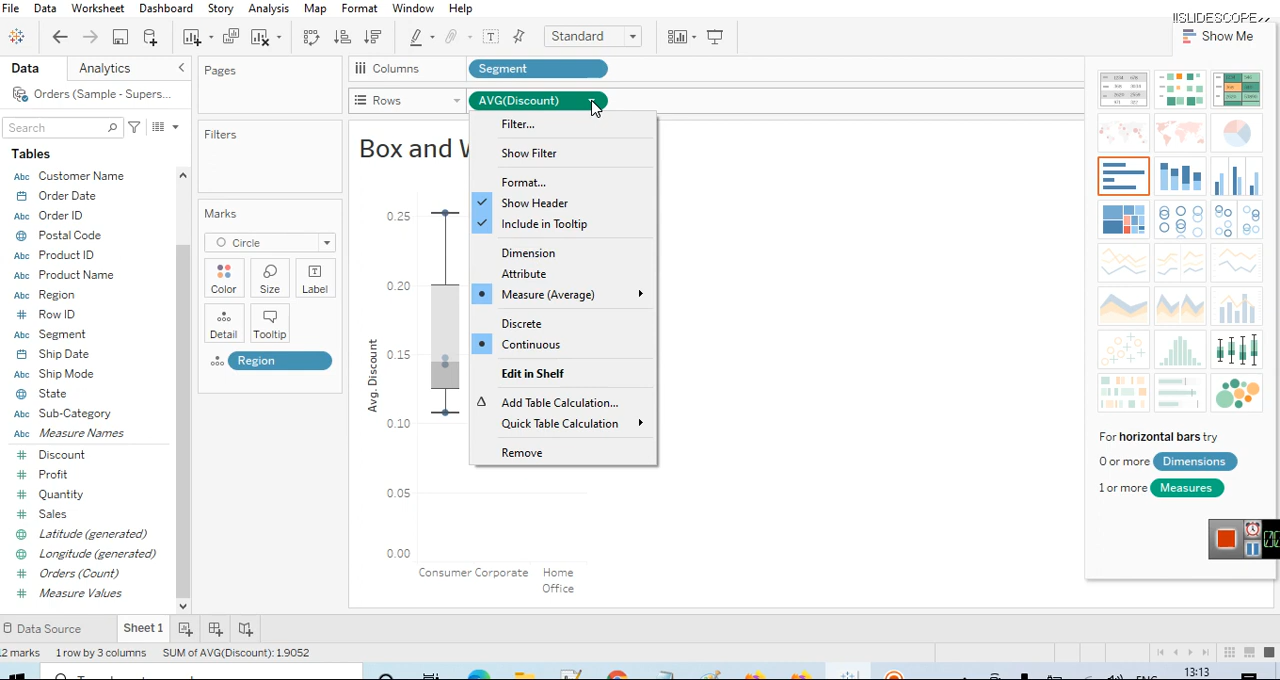 File Data Worksheet Dashboard Story Analysis Map Format Window Help
SLIDESCOPE
Standard
Show Me
Data Analytics
Pages
Columns Segment
Orders (Sample - Supers...
Rows AVG(Discount)
Search
Filters
Tables
Customer Name
Order Date
Order ID
Postal Code
Product ID
Product Name
Region
Row ID
Segment
Ship Date
Ship Mode
State
Sub-Category
Measure Names
Discount
Profit
Quantity
Sales
Latitude (generated)
Longitude (generated)
Orders (Count)
Measure Values
Marks
Circle
Color Size Label
Detail Tooltip
Region
Box and
Avg. Discount
0.25
0.20
0.15
0.10
0.05
0.00
Consumer Corporate Home
Office
Filter...
Show Filter
Format...
Show Header
Include in Tooltip
Dimension
Attribute
Measure (Average)
Discrete
Continuous
Edit in Shelf
Add Table Calculation...
Quick Table Calculation
Remove
For horizontal bars try
0 or more Dimensions
1 or more Measures
Data Source Sheet 1
2 marks 1 row by 3 columns SUM of AVG(Discount): 1.9052
13:13